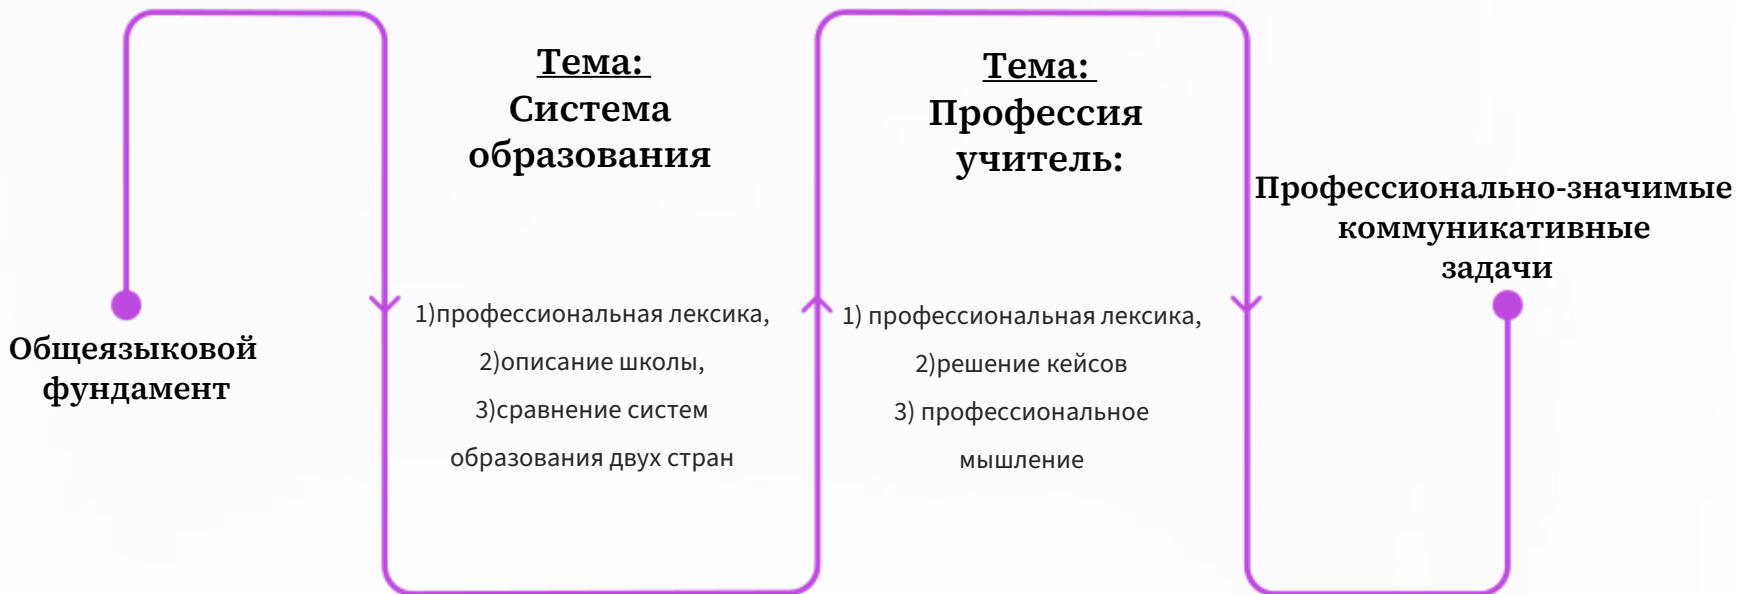 Общеязыковой
фундамент
Тема:
Система
образования
1)профессиональная лексика,
2)описание школы,
3)сравнение систем
образования двух стран
Тема:
Профессия
учитель:
1) профессиональная лексика,
2)решение кейсов
3) профессиональное
мышление
Профессионально-значимые
коммуникативные
задачи